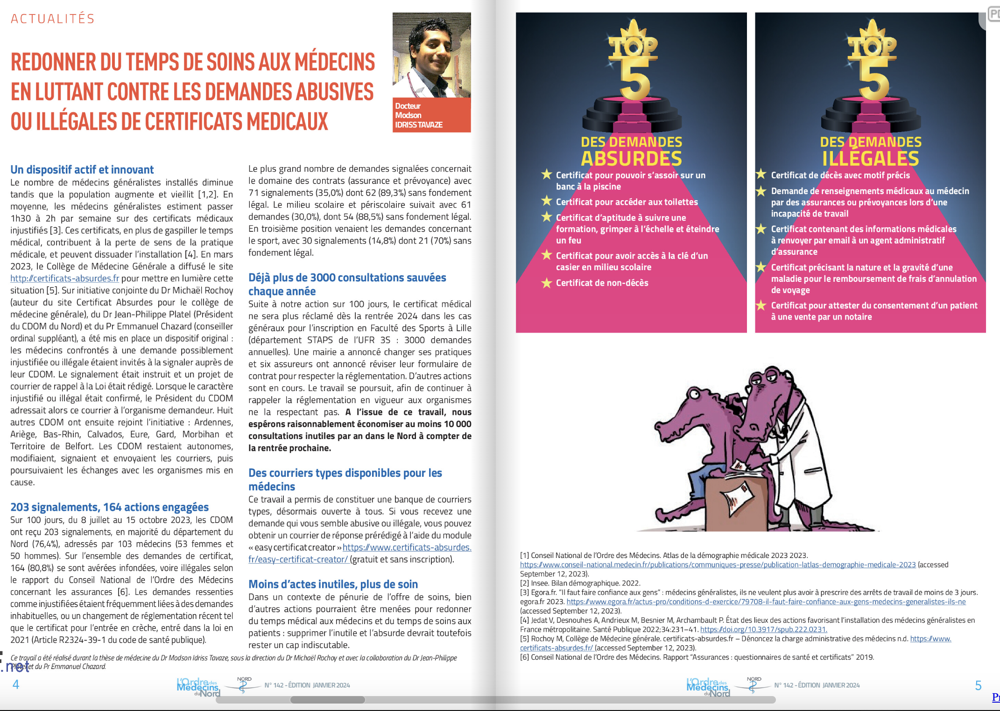 ACTUALITÉS
REDONNER DU TEMPS DE SOINS AUX MÉDECINS
EN LUTTANT CONTRE LES DEMANDES ABUSIVES
OU ILLÉGALES DE CERTIFICATS MEDICAUX
Docteur
Modson
IDRISS TAVAZE
Un dispositif actif et innovant
Le nombre de médecins généralistes installés diminue
tandis que la population augmente et vieillit [1,2]. En
moyenne, les médecins généralistes estiment passer
1h30 à 2h par semaine sur des certificats médicaux
injustifiés [3]. Ces certificats, en plus de gaspiller le temps
médical, contribuent à la perte de sens de la pratique
médicale, et peuvent dissuader l’installation [4]. En mars
2023, le Collège de Médecine Générale a diffusé le site
http://certificats-absurdes.fr pour mettre en lumière cette
situation [5]. Sur initiative conjointe du Dr Michaël Rochoy
(auteur du site Certificat Absurdes pour le collège de
médecine générale), du Dr Jean-Philippe Platel (Président
du CDOM du Nord) et du Pr Emmanuel Chazard (conseiller
ordinal suppléant), a été mis en place un dispositif original :
les médecins confrontés à une demande possiblement
injustifiée ou illégale étaient invités à la signaler auprès de
leur CDOM. Le signalement était instruit et un projet de
courrier de rappel à la Loi était rédigé. Lorsque le caractère
injustifié ou illégal était confirmé, le Président du CDOM
adressait alors ce courrier à l’organisme demandeur. Huit
autres CDOM ont ensuite rejoint l’initiative : Ardennes,
Ariège, Bas-Rhin, Calvados, Eure, Gard, Morbihan et
Territoire de Belfort. Les CDOM restaient autonomes,
modifiaient, signaient et envoyaient les courriers, puis
poursuivaient les échanges avec les organismes mis en
cause.
203 signalements, 164 actions engagées
Sur 100 jours, du 8 juillet au 15 octobre 2023, les CDOM
ont reçu 203 signalements, en majorité du département du
Nord (76,4%), adressés par 103 médecins (53 femmes et
50 hommes). Sur l’ensemble des demandes de certificat,
164 (80,8%) se sont avérées infondées, voire illégales selon
le rapport du Conseil National de l’Ordre des Médecins
concernant les assurances [6]. Les demandes ressenties
comme injustifiées étaient fréquemment liées à des demandes
inhabituelles, ou un changement de réglementation récent tel
que le certificat pour l’entrée en crèche, entré dans la loi en
2021 (Article R2324-39-1 du code de santé publique).
Le plus grand nombre de demandes signalées concernait
le domaine des contrats (assurance et prévoyance) avec
71 signalements (35,0%) dont 62 (89,3%) sans fondement
légal. Le milieu scolaire et périscolaire suivait avec 61
demandes (30,0%), dont 54 (88,5%) sans fondement légal.
En troisième position venaient les demandes concernant
le sport, avec 30 signalements (14,8%) dont 21 (70%) sans
fondement légal.
Déjà plus de 3000 consultations sauvées
chaque année
Suite à notre action sur 100 jours, le certificat médical
ne sera plus réclamé dès la rentrée 2024 dans les cas
généraux pour l’inscription en Faculté des Sports à Lille
(département STAPS de l’UFR 3S : 3000 demandes
annuelles). Une mairie a annoncé changer ses pratiques
et six assureurs ont annoncé réviser leur formulaire de
contrat pour respecter la réglementation. D’autres actions
sont en cours. Le travail se poursuit, afin de continuer à
rappeler la réglementation en vigueur aux organismes
ne la respectant pas. A l’issue de ce travail, nous
espérons raisonnablement économiser au moins 10 000
consultations inutiles par an dans le Nord à compter de
la rentrée prochaine.
Des courriers types disponibles pour les
médecins
Ce travail a permis de constituer une banque de courriers
types, désormais ouverte à tous. Si vous recevez une
demande qui vous semble abusive ou illégale, vous pouvez
obtenir un courrier de réponse prérédigé à l’aide du module
« easy certificat creator » https://www.certificats-absurdes.
fr/easy-certificat-creator/ (gratuit et sans inscription).
Moins d’actes inutiles, plus de soin
Dans un contexte de pénurie de l’offre de soins, bien
d’autres actions pourraient être menées pour redonner
du temps médical aux médecins et du temps de soins aux
patients : supprimer l’inutile et l’absurde devrait toutefois
rester un cap indiscutable.
Ce travail a été réalisé durant la thèse de médecine du Dr Modson Idriss Tavaze, sous la direction du Dr Michaël Rochoy et avec la collaboration du Dr Jean-Philippe
Platel et du Pr Emmanuel Chazard.
.net
4
L’Ordre des
Médecins
du Nord
NORD
N° 142 - ÉDITION JANVIER 2024
TOP
5
DES DEMANDES
ABSURDES
Certificat pour pouvoir s’assoir sur un
banc à la piscine
Certificat pour accéder aux toilettes
Certificat d’aptitude à suivre une
formation, grimper à l’échelle et éteindre
un feu
Certificat pour avoir accès à la clé d’un
casier en milieu scolaire
Certificat de non-décès
TOP
5
DES DEMANDES
ILLÉGALES
Certificat de décès avec motif précis
Demande de renseignements médicaux au médecin
par des assurances ou prévoyances lors d’une
incapacité de travail
Certificat contenant des informations médicales
à renvoyer par email à un agent administratif
d’assurance
Certificat précisant la nature et la gravité d’une
maladie pour le remboursement de frais d’annulation
de voyage
Certificat pour attester du consentement d’un patient
à une vente par un notaire
[1] Conseil National de l’Ordre des Médecins. Atlas de la démographie médicale 2023 2023.
https://www.conseil-national.medecin.fr/publications/communiques-presse/publication-latlas-demographie-medicale-2023 (accessed
September 12, 2023).
[2] Insee. Bilan démographique. 2022.
[3] Egora.fr. “Il faut faire confiance aux gens” : médecins généralistes, ils ne veulent plus avoir à prescrire des arrêts de travail de moins de 3 jours.
egora.fr 2023. https://www.egora.fr/actus-pro/conditions-d-exercice/79708-il-faut-faire-confiance-aux-gens-medecins-generalistes-ils-ne
(accessed September 12, 2023).
[4] Jedat V, Desnouhes A, Andrieux M, Besnier M, Archambault P. État des lieux des actions favorisant l’installation des médecins généralistes en
France métropolitaine. Santé Publique 2022;34:231–41. https://doi.org/10.3917/spub.222.0231.
[5] Rochoy M, Collège de Médecine générale. certificats-absurdes.fr – Dénoncez la charge administrative des médecins n.d. https://www.
certificats-absurdes.fr/ (accessed September 12, 2023).
[6] Conseil National de l’Ordre des Médecins. Rapport “Assurances : questionnaires de santé et certificats” 2019.
L’Ordre des
Médecins
du Nord
NORD
N° 142 - ÉDITION JANVIER 2024
5